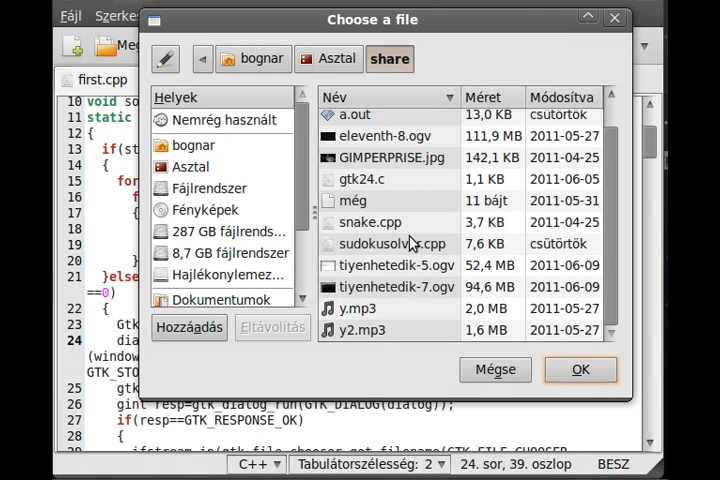 Choose a file
Fájl Szerkes
bognar Asztal share
first.cpp
Helyek
Nemrég használt
bognar
Asztal
Fájlrendszer
Fényképek
287 GB fájlrends...
8,7 GB fájlrendszer
Hajlékonylemez...
Dokumentumok
Hozzáadás Eltávolítás
Név Méret Módosítva
a.out 13,0 KB csütörtök
eleventh-8.ogv 111,9 MB 2011-05-27
GIMPERPRISE.jpg 142,1 KB 2011-04-25
gtk24.c 1,1 KB 2011-06-05
még 11 bájt 2011-05-31
snake.cpp 3,7 KB 2011-04-25
sudokusolv .cpp 7,6 KB csütörtök
tiyenhetedik-5.ogv 52,4 MB 2011-06-09
tiyenhetedik-7.ogv 94,6 MB 2011-06-09
y.mp3 2,0 MB 2011-05-27
y2.mp3 1,6 MB 2011-05-27
Mégse OK
10 void so
11 static
12 {
13 if(st
14 {
15 for
16 f
17 {
18
19
20 }
21 }else
==0)
22 {
23 Gtk
24 dia
(window
GTK_STO
25 gtk
26 gint resp=gtk_dialog_run(GTK_DIALOG(dialog));
27 if(resp==GTK_RESPONSE_OK)
28 {
29 ifstream in(gtk_file_chooser_get_filename(GTK_FILE_CHOOSER
C++ Tabulátorszélesség: 2 24. sor, 39. oszlop BESZ